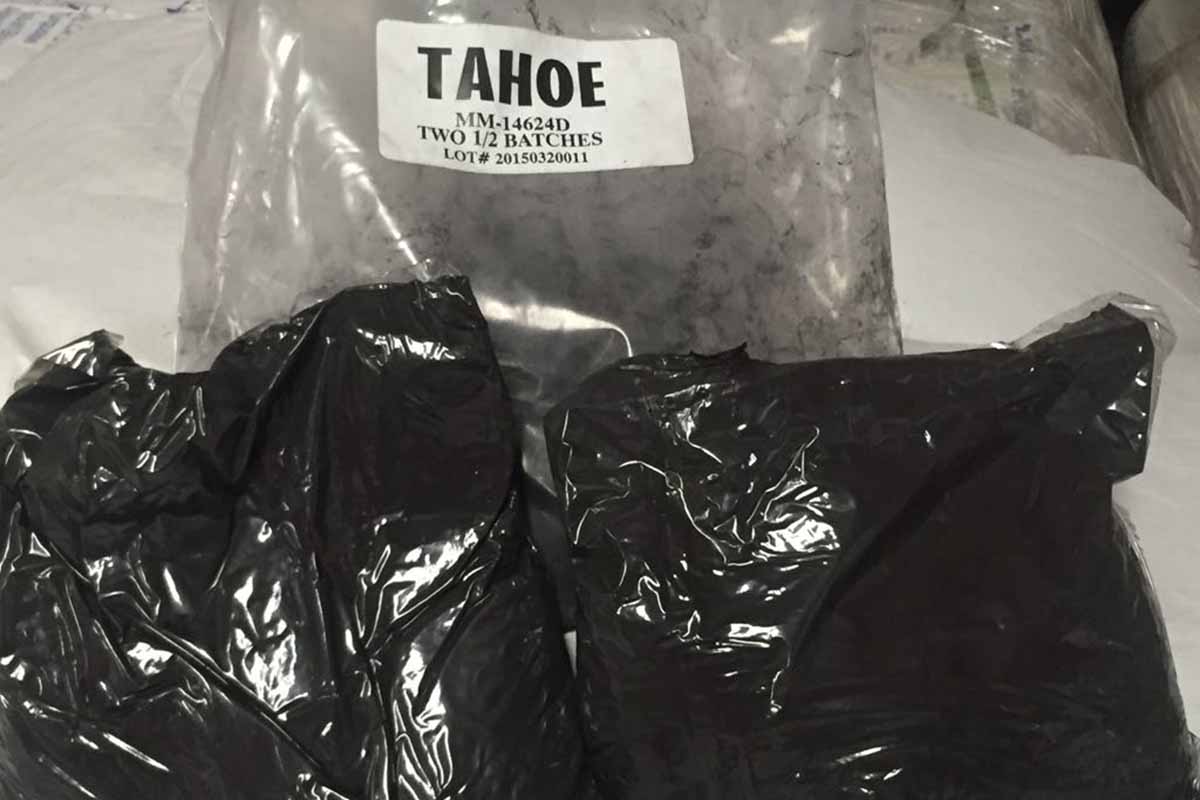 TAHOE
MM-14624D
TWO 1/2 BATCHES
LOT# 20150320011